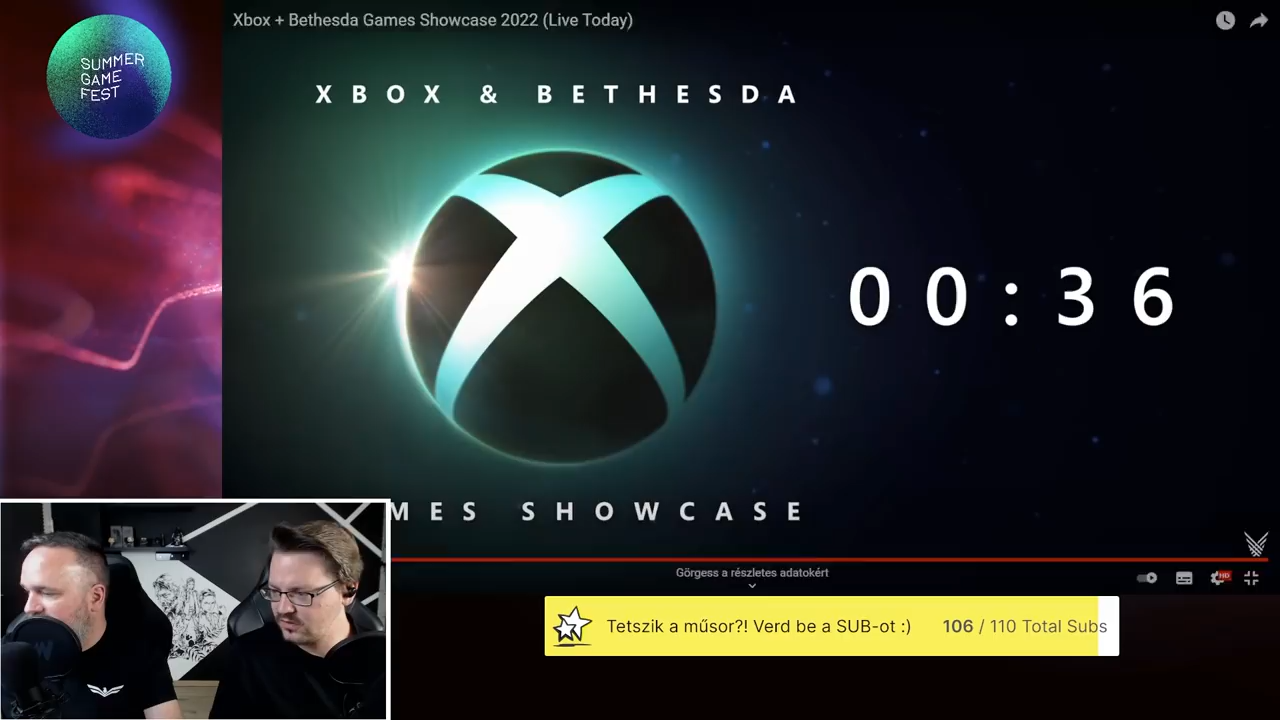 Xbox + Bethesda Games Showcase 2022 (Live Today)
SUMMER
GAME
FEST
XBOX & BETHESDA
00:36
MES SHOWCASE
Görgess a részletes adatokért
HD
Tetszik a műsor?! Verd be a SUB-ot :) 106 / 110 Total Subs